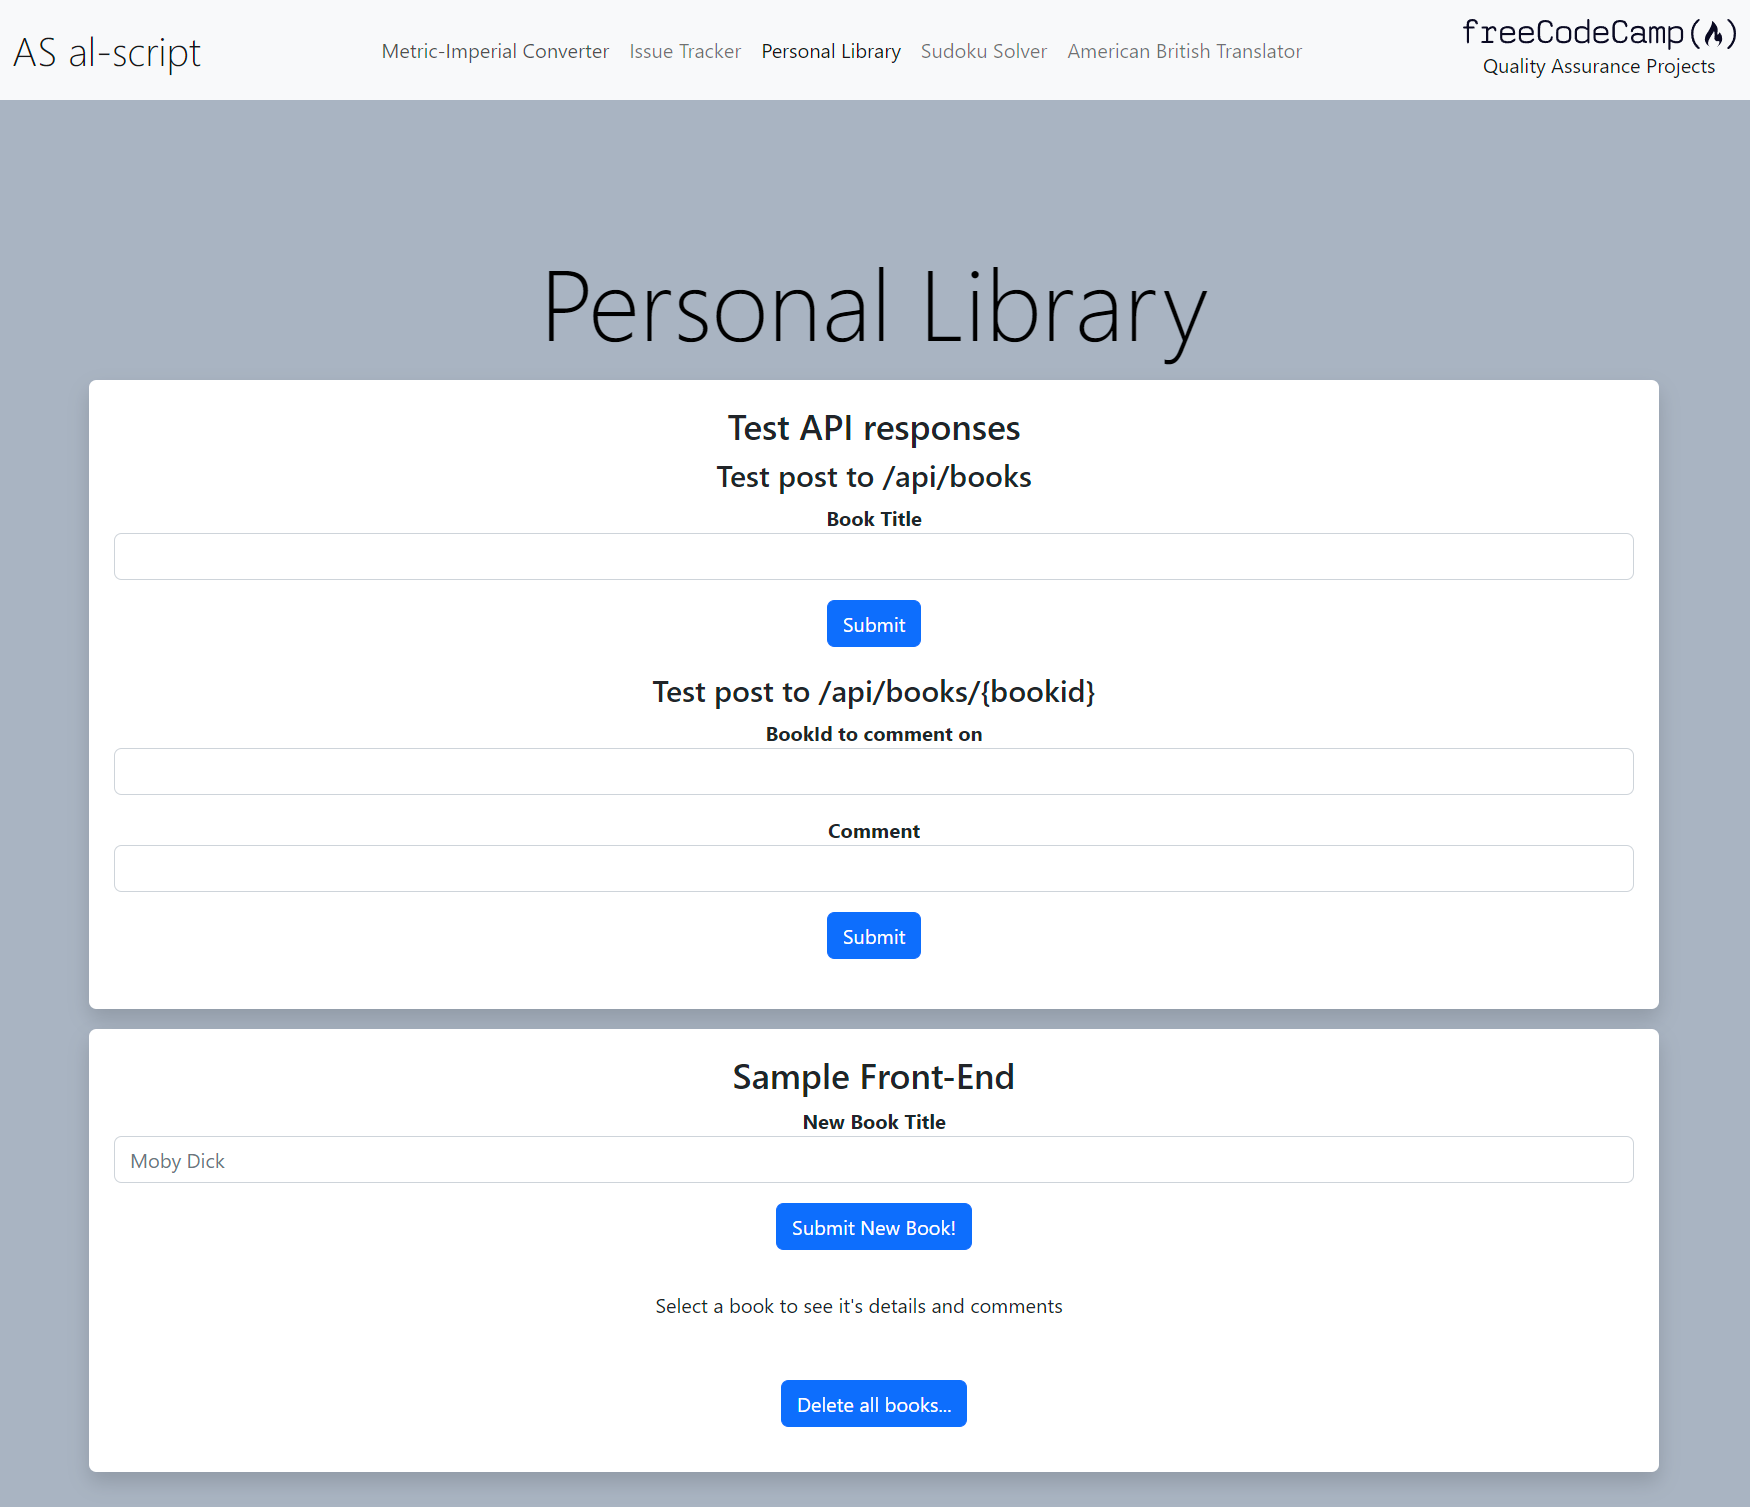 AS al-script
Metric-Imperial Converter Issue Tracker Personal Library Sudoku Solver American British Translator
freeCodeCamp(🔥)
Quality Assurance Projects
Personal Library
Test API responses
Test post to /api/books
Book Title
Submit
Test post to /api/books/{bookid}
BookId to comment on
Comment
Submit
Sample Front-End
New Book Title
Moby Dick
Submit New Book!
Select a book to see it's details and comments
Delete all books...